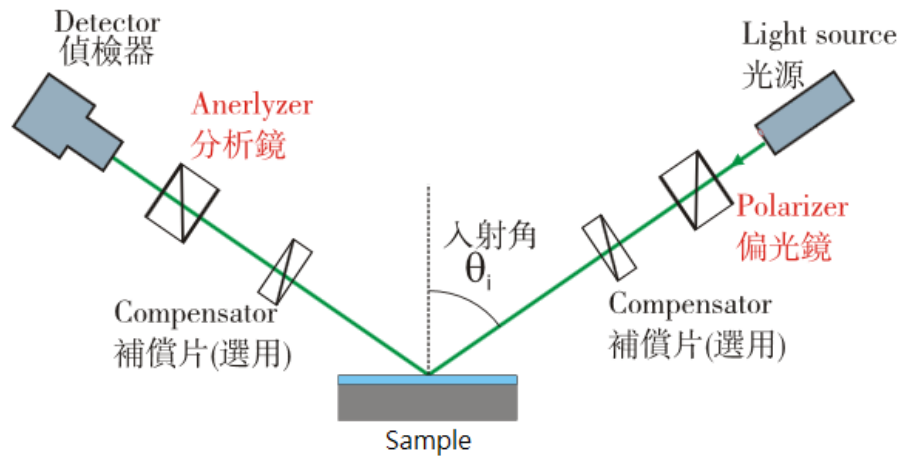 Detector
偵檢器
Anerlyzer
分析鏡
Compensator
補償片(選用)
入射角
θi
Sample
Light source
光源
Polarizer
偏光鏡
Compensator
補償片(選用)